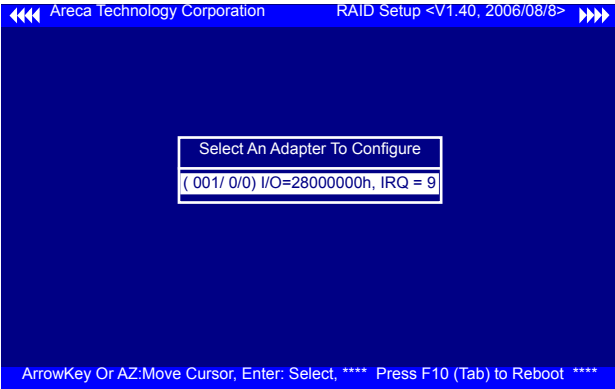 Areca Technology Corporation RAID Setup <V1.40, 2006/08/8>
Select An Adapter To Configure
( 001/ 0/0) I/O=28000000h, IRQ = 9
ArrowKey Or AZ:Move Cursor, Enter: Select, **** Press F10 (Tab) to Reboot ****